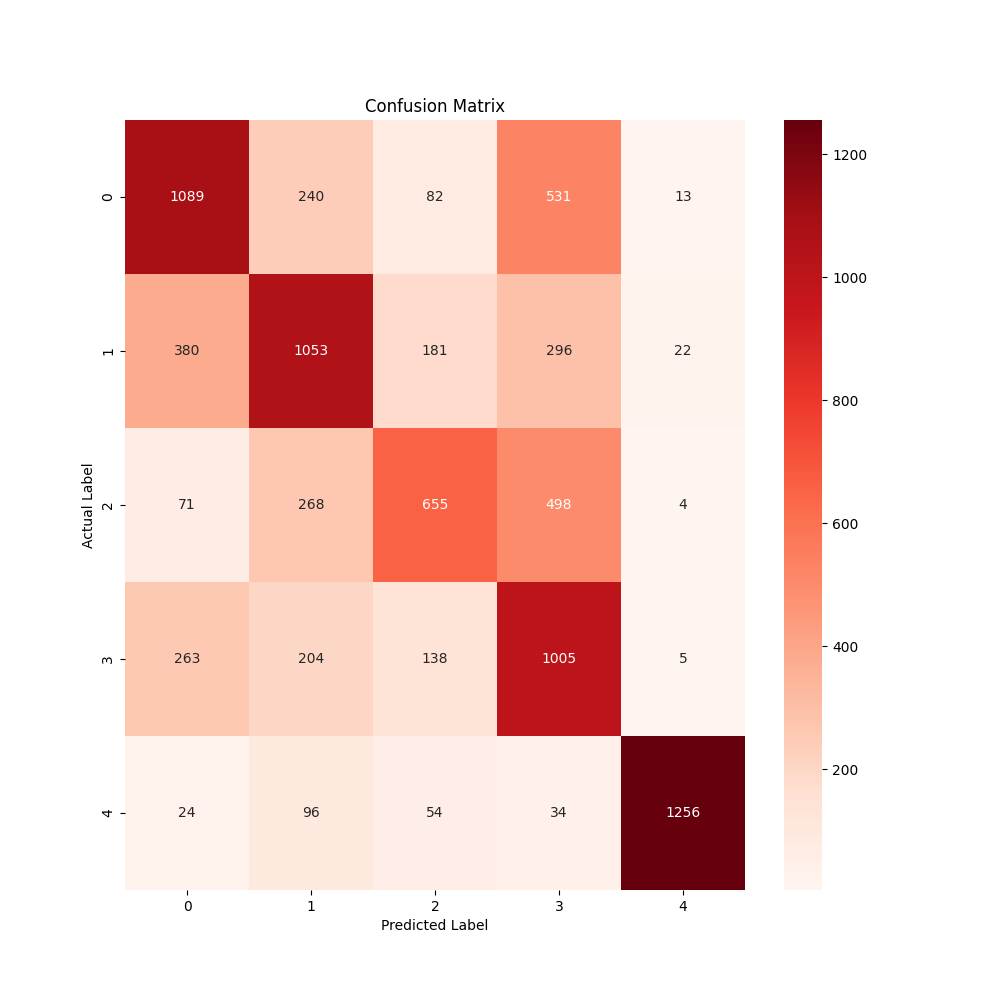 Confusion Matrix
0 1089 240 82 531 13
1 380 1053 181 296 22
2 71 268 655 498 4
3 263 204 138 1005 5
4 24 96 54 34 1256
0 1 2 3 4
Predicted Label
Actual Label
1200
1000
800
600
400
200